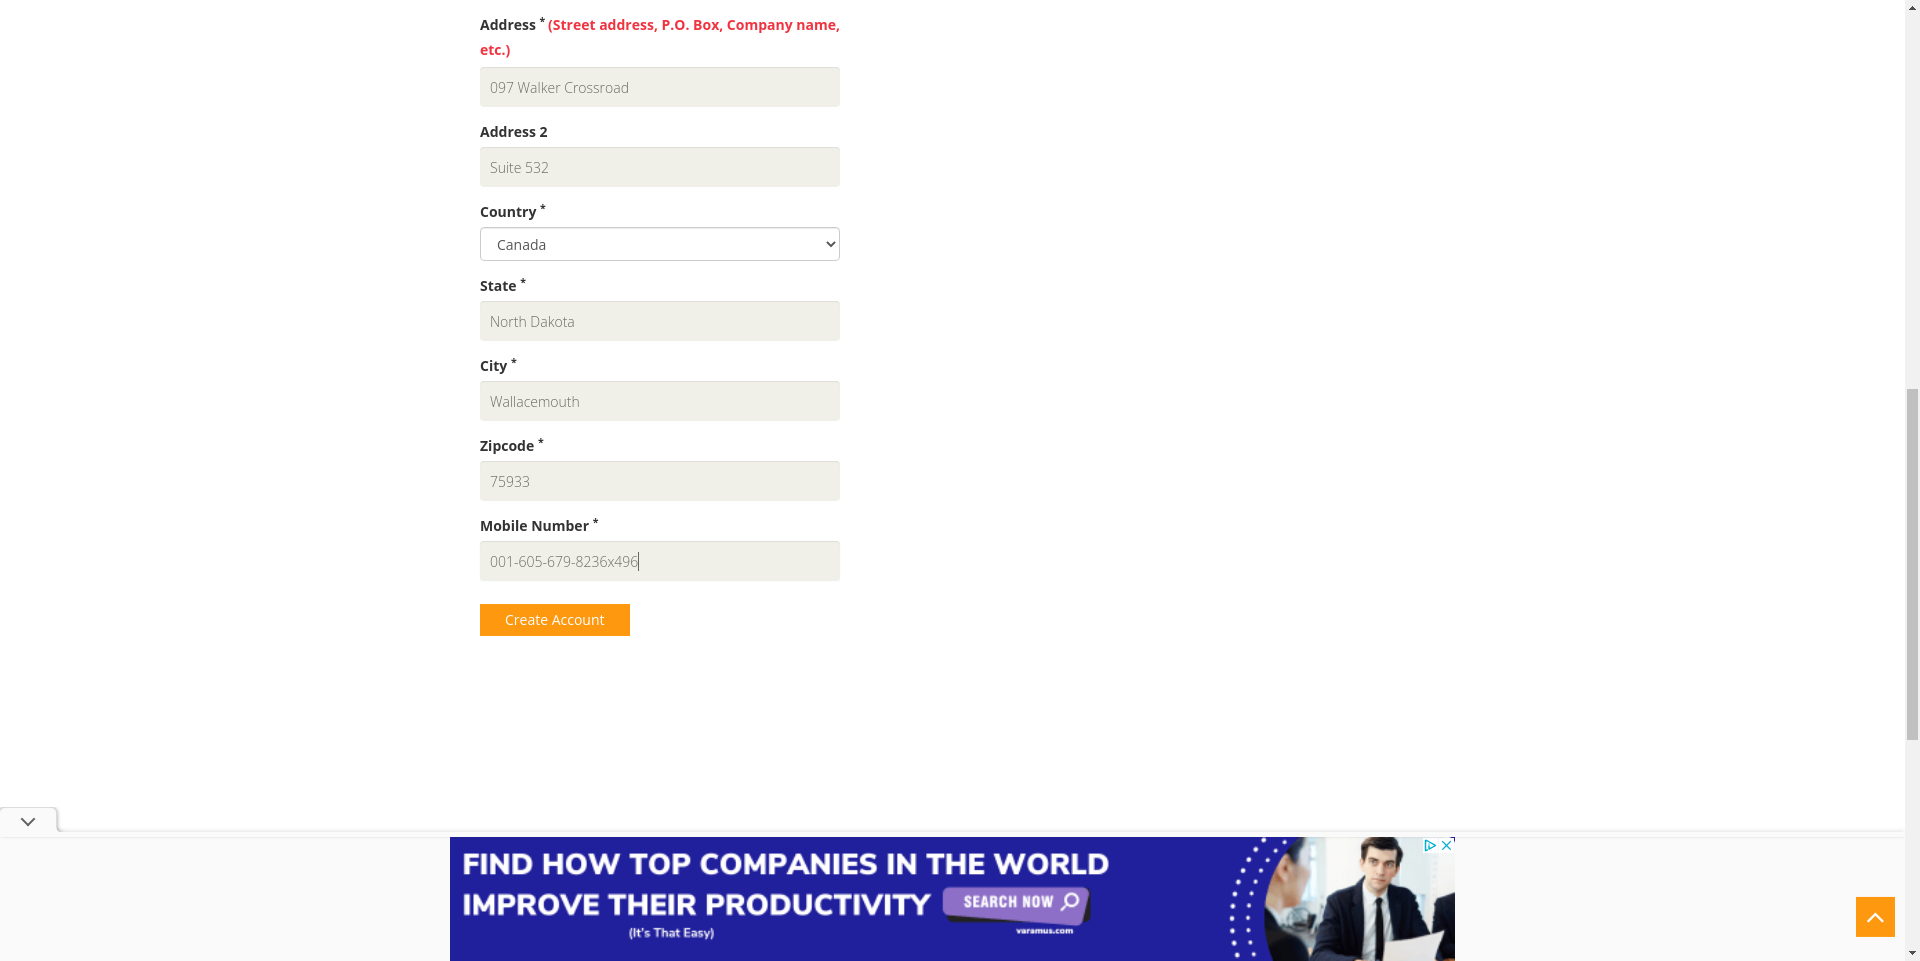 Address * (Street address, P.O. Box, Company name,
etc.)
097 Walker Crossroad
Address 2
Suite 532
Country *
Canada
State *
North Dakota
City *
Wallacemouth
Zipcode *
75933
Mobile Number *
001-605-679-8236x496
Create Account
FIND HOW TOP COMPANIES IN THE WORLD
IMPROVE THEIR PRODUCTIVITY SEARCH NOW
(It's That Easy) varamus.com